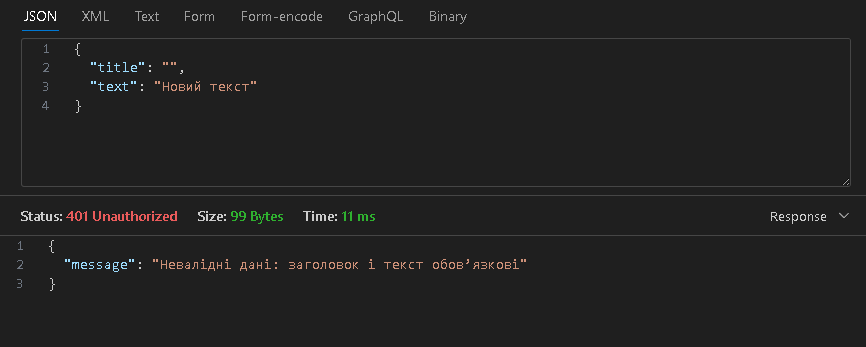 JSON XML Text Form Form-encode GraphQL Binary
1 {
2 "title": "",
3 "text": "Новий текст"
4 }
Status: 401 Unauthorized Size: 99 Bytes Time: 11 ms Response
1 {
2 "message": "Невалідні дані: заголовок і текст обов’язкові"
3 }